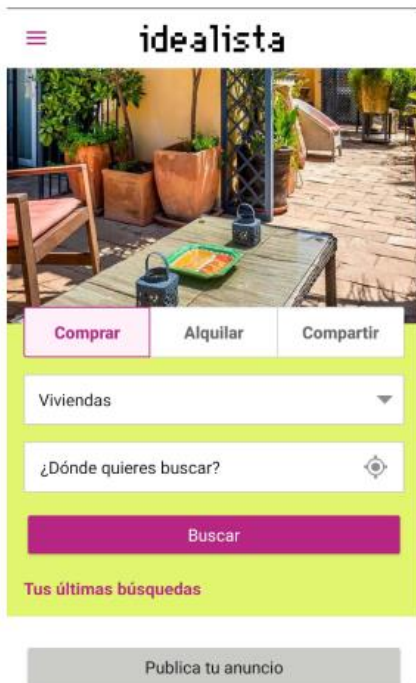 idealista
Comprar Alquilar Compartir
Viviendas
¿Dónde quieres buscar?
Buscar
Tus últimas búsquedas
Publica tu anuncio